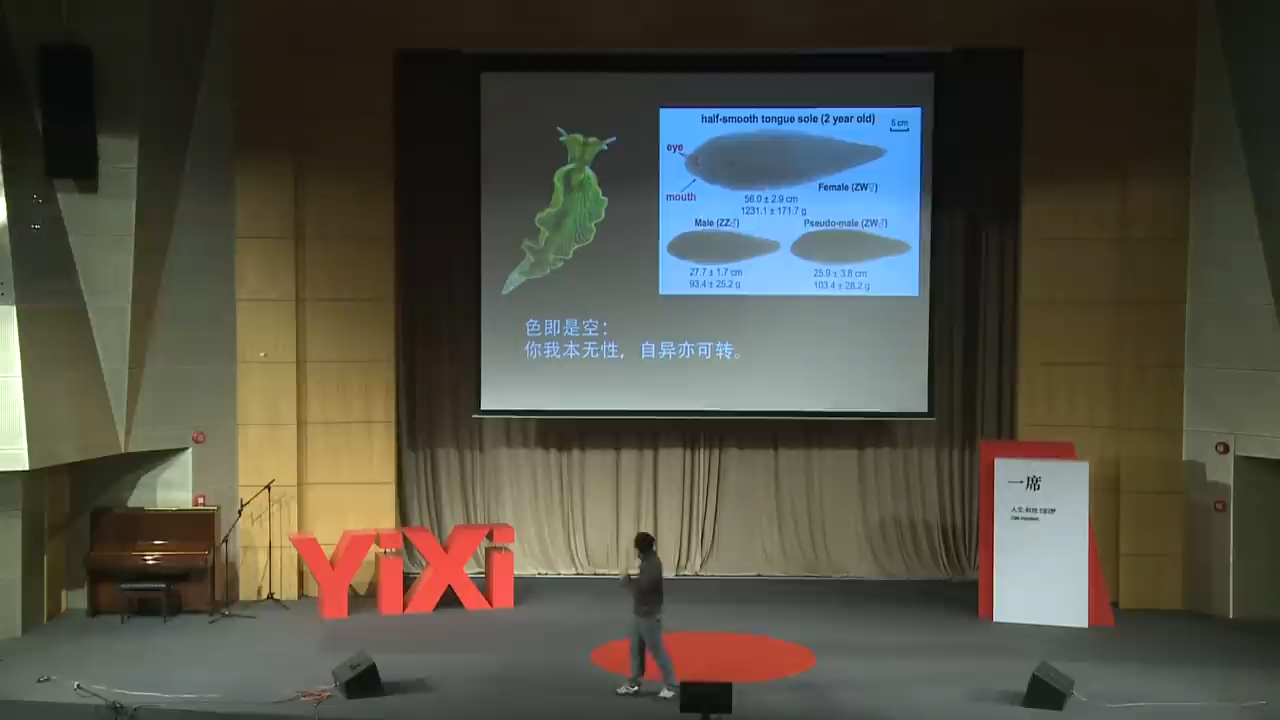 half-smooth tongue sole (2 year old)
5 cm
eye
mouth
Female (ZW♀)
56.0 ± 2.9 cm
1231.1 ± 171.7 g
Male (ZZ♂)
27.7 ± 1.7 cm
93.4 ± 25.2 g
Pseudo-male (ZW♂)
25.9 ± 3.8 cm
103.4 ± 28.2 g
色即是空：
你我本无性，自异亦可转。
YiXi
一席